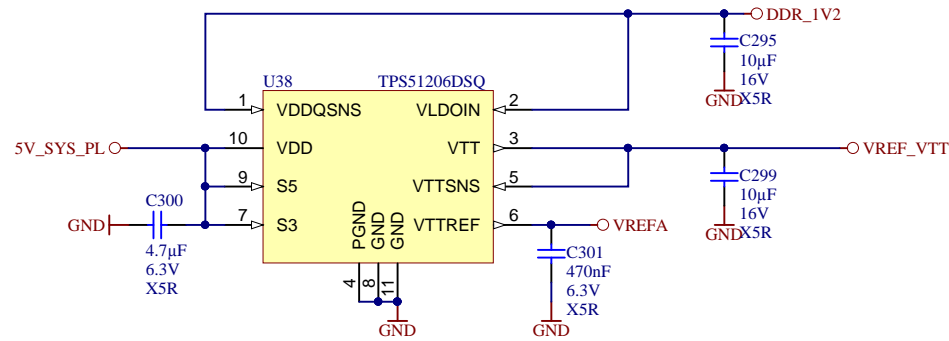 DDR_1V2
C295
10µF
16V
X5R
GND
U38
TPS51206DSQ
1
VDDQSNS
VLDOIN
2
5V_SYS_PL
10
VDD
VTT
3
VREF_VTT
9
S5
VTTSNS
5
C299
10µF
16V
X5R
GND
C300
GND
4.7µF
6.3V
X5R
7
S3
VTTREF
6
VREFA
PGND
GND
GND
4
8
11
GND
C301
470nF
6.3V
X5R
GND